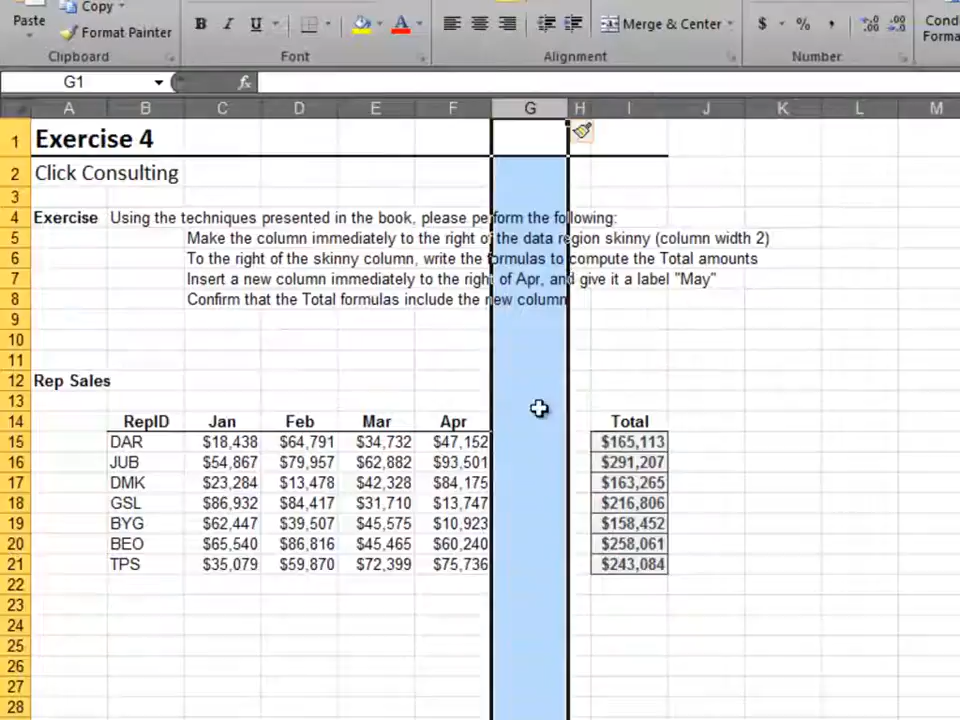 Copy
Paste
Format Painter
B I U A
Merge & Center
$ % ,
Cond
Forma
Clipboard Font Alignment Number
G1 fx
A B C D E F G H I J K L M
1 Exercise 4
2 Click Consulting
3
4 Exercise Using the techniques presented in the book, please perform the following:
5 Make the column immediately to the right of the data region skinny (column width 2)
6 To the right of the skinny column, write the formulas to compute the Total amounts
7 Insert a new column immediately to the right of Apr, and give it a label "May"
8 Confirm that the Total formulas include the new column
9
10
11
12 Rep Sales
13
14 RepID Jan Feb Mar Apr Total
15 DAR $18,438 $64,791 $34,732 $47,152 $165,113
16 JUB $54,867 $79,957 $62,882 $93,501 $291,207
17 DMK $23,284 $13,478 $42,328 $84,175 $163,265
18 GSL $86,932 $84,417 $31,710 $13,747 $216,806
19 BYG $62,447 $39,507 $45,575 $10,923 $158,452
20 BEO $65,540 $86,816 $45,465 $60,240 $258,061
21 TPS $35,079 $59,870 $72,399 $75,736 $243,084
22
23
24
25
26
27
28